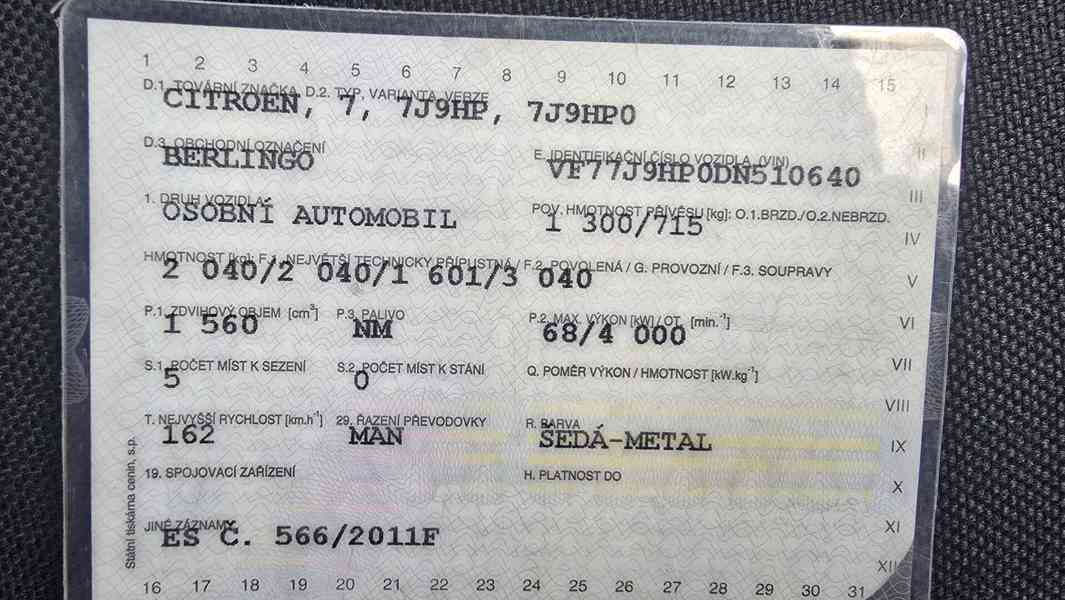 1 2 3 4 5 6 7 8 9 10 11 12 13 14 15
D.1. TOVÁRNÍ ZNAČKA, D.2. TYP, VARIANTA, VERZE
CITROEN, 7, 7J9HP, 7J9HP0
I
D.3. OBCHODNÍ OZNAČENÍ
BERLINGO
E. IDENTIFIKAČNÍ ČÍSLO VOZIDLA (VIN)
VF77J9HP0DN510640
II
III
1. DRUH VOZIDLA
OSOBNÍ AUTOMOBIL
POV. HMOTNOST PŘÍVĚSU [kg]: O.1.BRZD./O.2.NEBRZD.
1 300/715
IV
HMOTNOST [kg]: F.1. NEJVĚTŠÍ TECHNICKY PŘÍPUSTNÁ / F.2. POVOLENÁ / G. PROVOZNÍ / F.3. SOUPRAVY
2 040/2 040/1 601/3 040
V
P.1. ZDVIHOVÝ OBJEM [cm³] P.3. PALIVO P.2. MAX. VÝKON [kW] / OT. [min.⁻¹]
1 560 NM 68/4 000
VI
S.1. POČET MÍST K SEZENÍ S.2. POČET MÍST K STÁNÍ Q. POMĚR VÝKON / HMOTNOST [kW.kg⁻¹]
5 0
VII
VIII
T. NEJVYŠŠÍ RYCHLOST [km.h⁻¹] 29. ŘAZENÍ PŘEVODOVKY R. BARVA
162 MAN ŠEDÁ-METAL
IX
19. SPOJOVACÍ ZAŘÍZENÍ H. PLATNOST DO
X
JINÉ ZÁZNAMY
ES Č. 566/2011F
XI
XII
16 17 18 19 20 21 22 23 24 25 26 27 28 29 30 31
Státní tiskárna cenin, s.p.